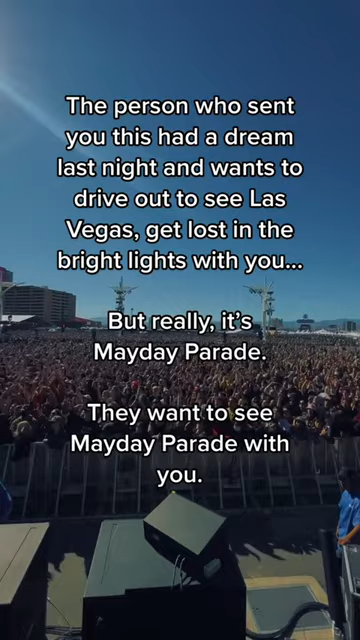 The person who sent
you this had a dream
last night and wants to
drive out to see Las
Vegas, get lost in the
bright lights with you...
But really, it’s
Mayday Parade.
They want to see
Mayday Parade with
you.